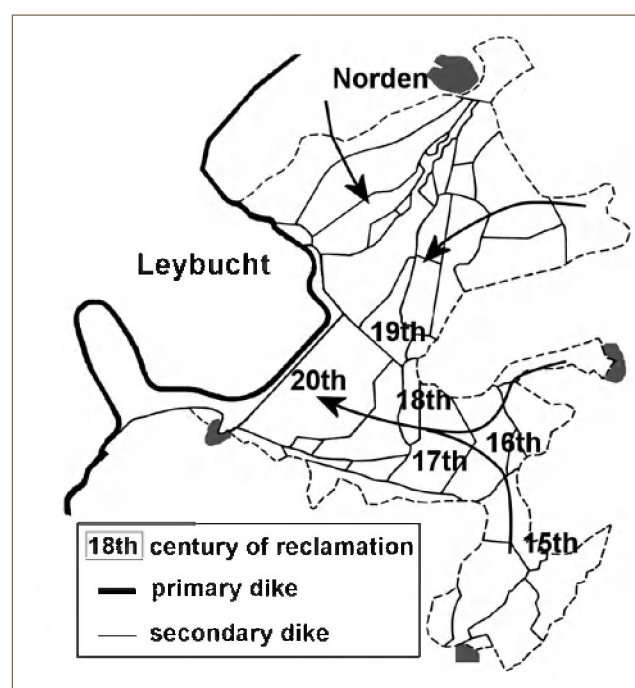 Norden
Leybucht
19th
20th
18th
16th
17th
15th
18th century of reclamation
primary dike
secondary dike